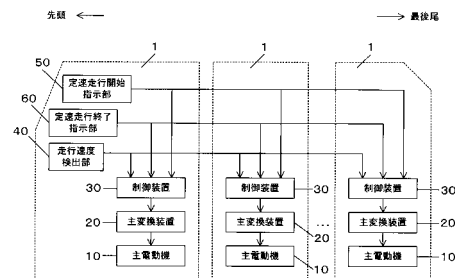 先頭 ← → 最後尾
1 1 1
50
定速走行開始
指示部
60
定速走行終了
指示部
40
走行速度
検出部
30 制御装置 制御装置 30 制御装置 30
20 主変換装置 主変換装置 20 … 主変換装置 20
10 主電動機 主電動機 10 主電動機 10